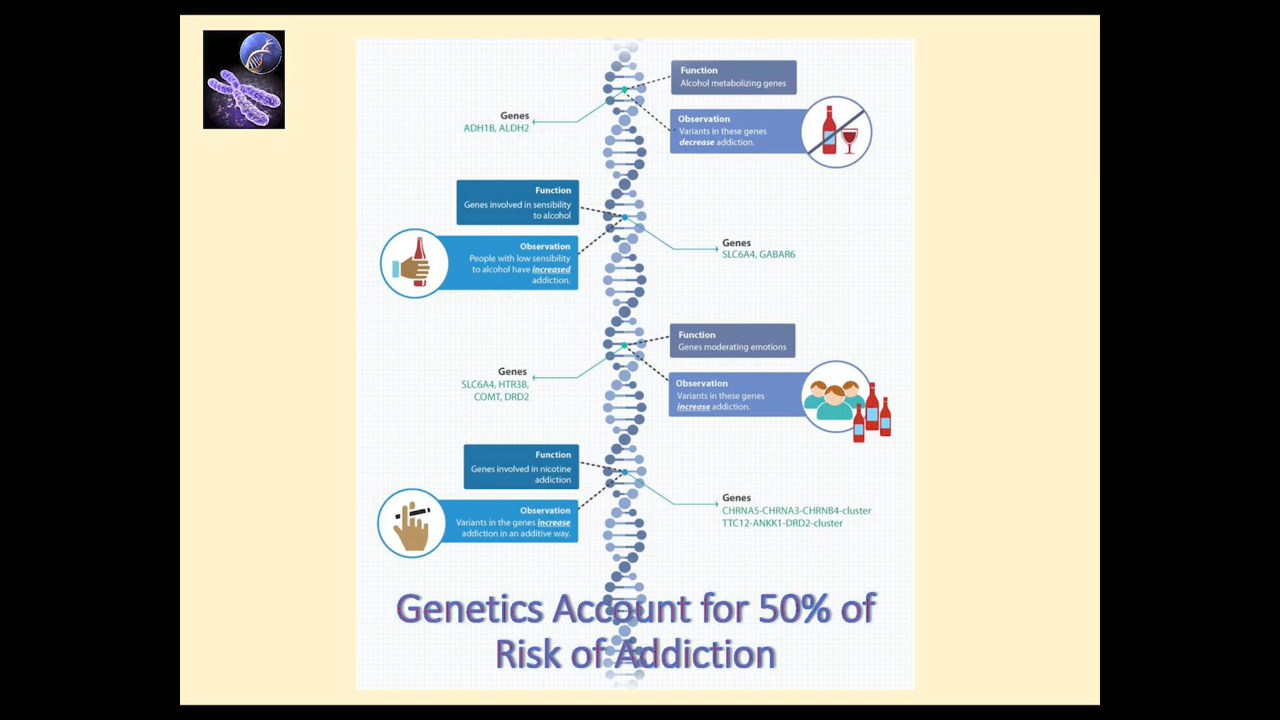 Function
Alcohol metabolizing genes
Genes
ADH1B, ALDH2
Observation
Variants in these genes
decrease addiction.
Function
Genes involved in sensibility
to alcohol
Observation
People with low sensibility
to alcohol have increased
addiction.
Genes
SLC6A4, GABAR6
Function
Genes moderating emotions
Genes
SLC6A4, HTR3B,
COMT, DRD2
Observation
Variants in these genes
increase addiction.
Function
Genes involved in nicotine
addiction
Observation
Variants in the genes increase
addiction in an additive way.
Genes
CHRNA5-CHRNA3-CHRNB4-cluster
TTC12-ANKK1-DRD2-cluster
Genetics Account for 50% of
Risk of Addiction